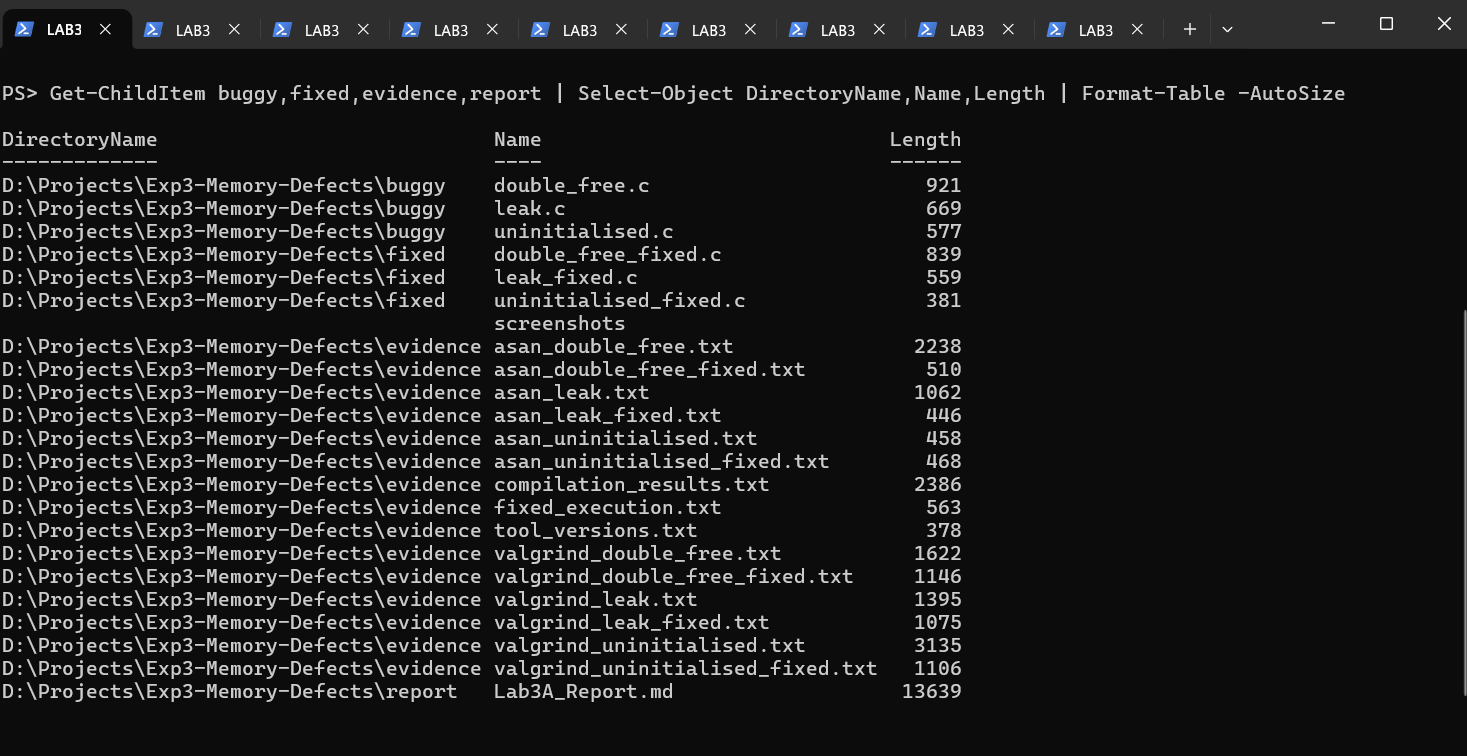 LAB3 LAB3 LAB3 LAB3 LAB3 LAB3 LAB3 LAB3 LAB3
PS> Get-ChildItem buggy,fixed,evidence,report | Select-Object DirectoryName,Name,Length | Format-Table -AutoSize
DirectoryName                            Name                            Length
-------------                            ----                            ------
D:\Projects\Exp3-Memory-Defects\buggy    double_free.c                      921
D:\Projects\Exp3-Memory-Defects\buggy    leak.c                             669
D:\Projects\Exp3-Memory-Defects\buggy    uninitialised.c                    577
D:\Projects\Exp3-Memory-Defects\fixed    double_free_fixed.c                839
D:\Projects\Exp3-Memory-Defects\fixed    leak_fixed.c                       559
D:\Projects\Exp3-Memory-Defects\fixed    uninitialised_fixed.c              381
                                         screenshots
D:\Projects\Exp3-Memory-Defects\evidence asan_double_free.txt              2238
D:\Projects\Exp3-Memory-Defects\evidence asan_double_free_fixed.txt         510
D:\Projects\Exp3-Memory-Defects\evidence asan_leak.txt                     1062
D:\Projects\Exp3-Memory-Defects\evidence asan_leak_fixed.txt                446
D:\Projects\Exp3-Memory-Defects\evidence asan_uninitialised.txt             458
D:\Projects\Exp3-Memory-Defects\evidence asan_uninitialised_fixed.txt       468
D:\Projects\Exp3-Memory-Defects\evidence compilation_results.txt           2386
D:\Projects\Exp3-Memory-Defects\evidence fixed_execution.txt                563
D:\Projects\Exp3-Memory-Defects\evidence tool_versions.txt                  378
D:\Projects\Exp3-Memory-Defects\evidence valgrind_double_free.txt          1622
D:\Projects\Exp3-Memory-Defects\evidence valgrind_double_free_fixed.txt    1146
D:\Projects\Exp3-Memory-Defects\evidence valgrind_leak.txt                 1395
D:\Projects\Exp3-Memory-Defects\evidence valgrind_leak_fixed.txt           1075
D:\Projects\Exp3-Memory-Defects\evidence valgrind_uninitialised.txt        3135
D:\Projects\Exp3-Memory-Defects\evidence valgrind_uninitialised_fixed.txt  1106
D:\Projects\Exp3-Memory-Defects\report   Lab3A_Report.md                  13639